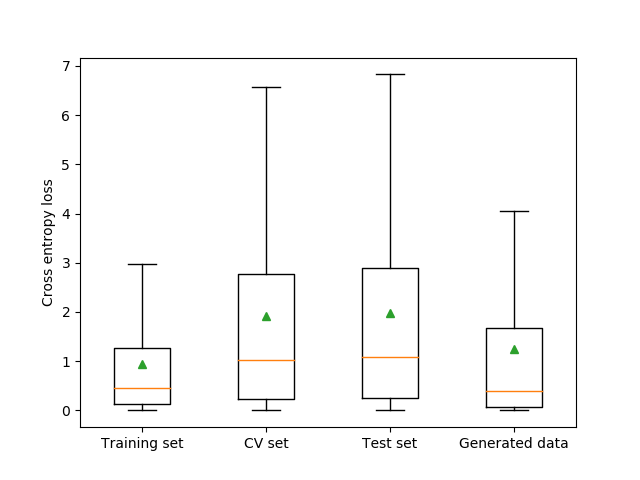 7
6
5
4
3
2
1
0
Cross entropy loss
Training set
CV set
Test set
Generated data